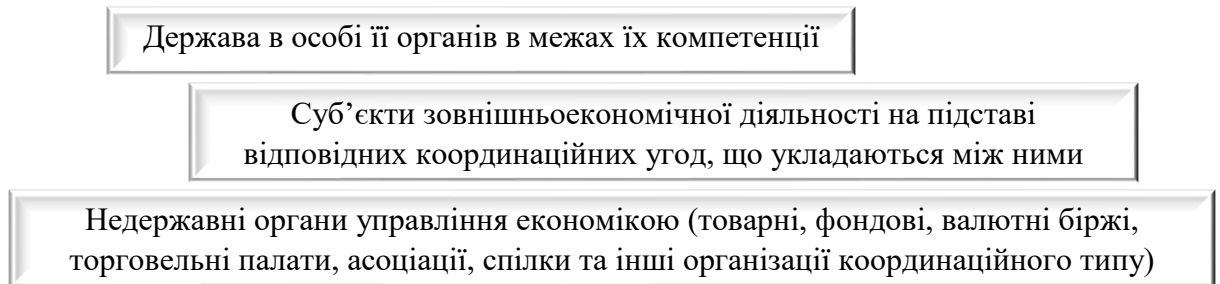 Держава в особі її органів в межах їх компетенції
Суб’єкти зовнішньоекономічної діяльності на підставі
відповідних координаційних угод, що укладаються між ними
Недержавні органи управління економікою (товарні, фондові, валютні біржі,
торговельні палати, асоціації, спілки та інші організації координаційного типу)